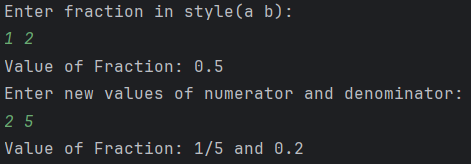 Enter fraction in style(a b):
1 2
Value of Fraction: 0.5
Enter new values of numerator and denominator:
2 5
Value of Fraction: 1/5 and 0.2